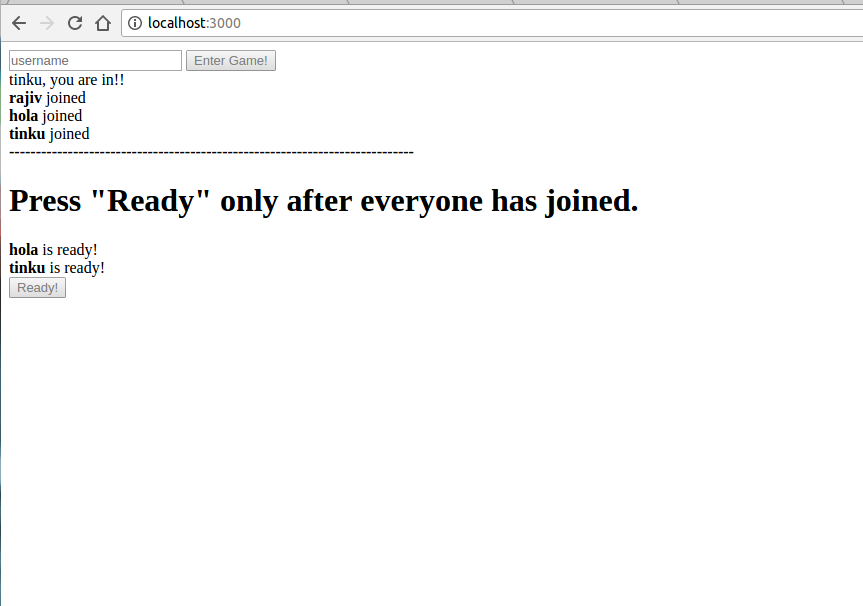 localhost:3000
username Enter Game!
tinku, you are in!!
rajiv joined
hola joined
tinku joined
-----------------------------------------------------------------------------
Press "Ready" only after everyone has joined.
hola is ready!
tinku is ready!
Ready!